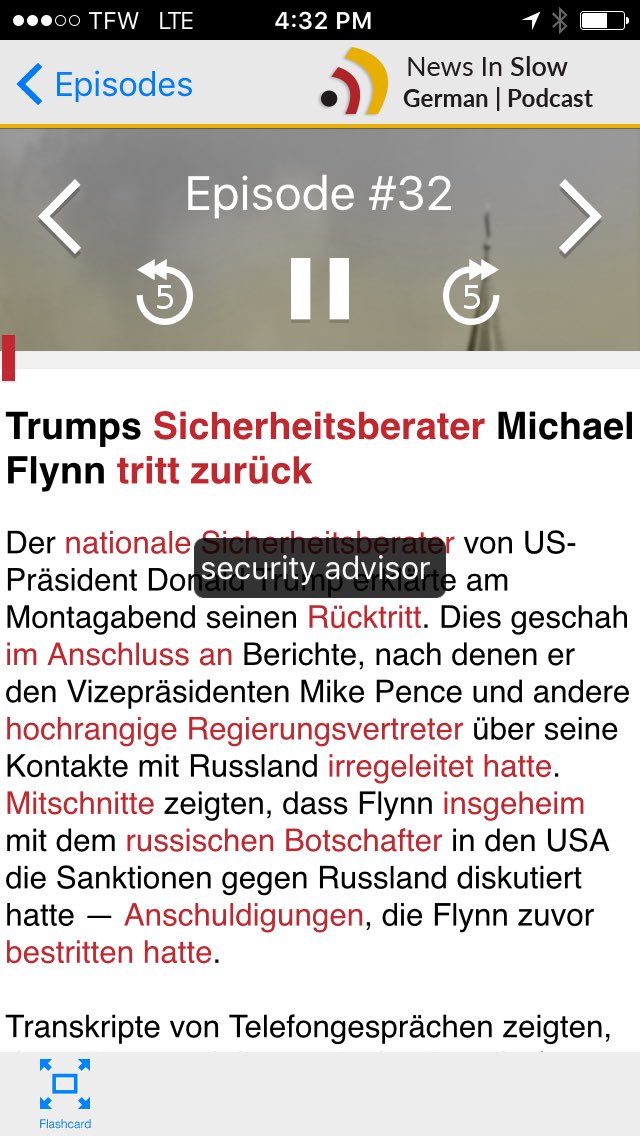 TFW LTE 4:32 PM
Episodes
News In Slow
German | Podcast
Episode #32
5 5
Trumps Sicherheitsberater Michael
Flynn tritt zurück
Der nationale Sicherheitsberater von US-
security advisor
Präsident Donald Trump erklärte am
Montagabend seinen Rücktritt. Dies geschah
im Anschluss an Berichte, nach denen er
den Vizepräsidenten Mike Pence und andere
hochrangige Regierungsvertreter über seine
Kontakte mit Russland irregeleitet hatte.
Mitschnitte zeigten, dass Flynn insgeheim
mit dem russischen Botschafter in den USA
die Sanktionen gegen Russland diskutiert
hatte — Anschuldigungen, die Flynn zuvor
bestritten hatte.
Transkripte von Telefongesprächen zeigten,
Flashcard